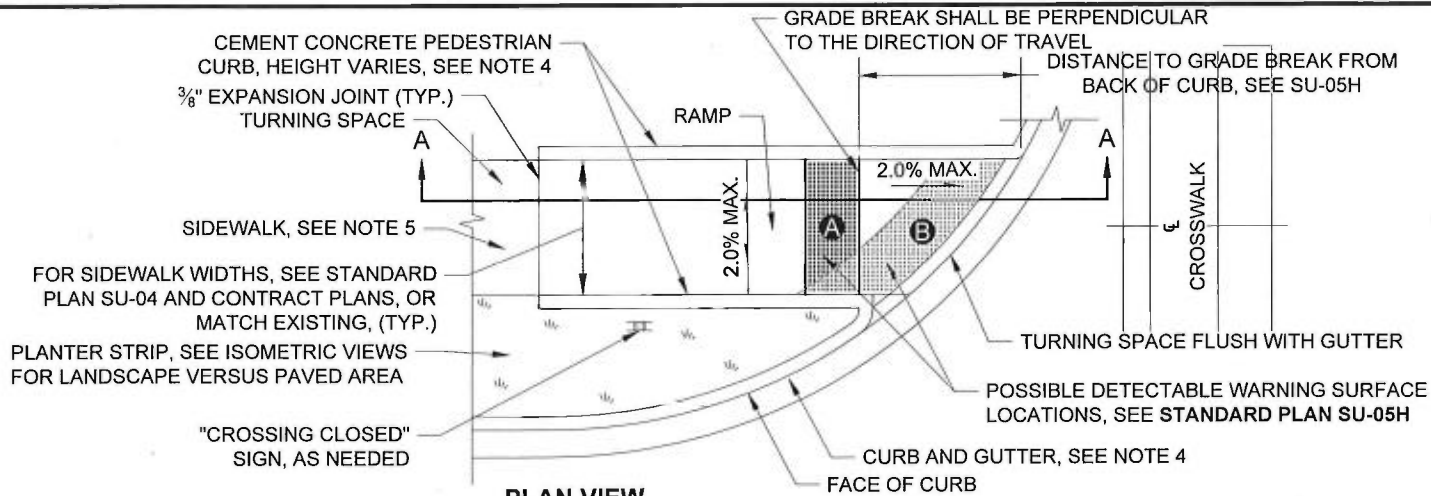 GRADE BREAK SHALL BE PERPENDICULAR
TO THE DIRECTION OF TRAVEL
CEMENT CONCRETE PEDESTRIAN
CURB, HEIGHT VARIES, SEE NOTE 4
DISTANCE TO GRADE BREAK FROM
BACK OF CURB, SEE SU-05H
⅜" EXPANSION JOINT (TYP.)
TURNING SPACE
RAMP
A
A
2.0% MAX.
2.0% MAX.
A
B
SIDEWALK, SEE NOTE 5
FOR SIDEWALK WIDTHS, SEE STANDARD
PLAN SU-04 AND CONTRACT PLANS, OR
MATCH EXISTING, (TYP.)
℄
CROSSWALK
PLANTER STRIP, SEE ISOMETRIC VIEWS
FOR LANDSCAPE VERSUS PAVED AREA
TURNING SPACE FLUSH WITH GUTTER
POSSIBLE DETECTABLE WARNING SURFACE
LOCATIONS, SEE STANDARD PLAN SU-05H
"CROSSING CLOSED"
SIGN, AS NEEDED
CURB AND GUTTER, SEE NOTE 4
FACE OF CURB
PLAN VIEW